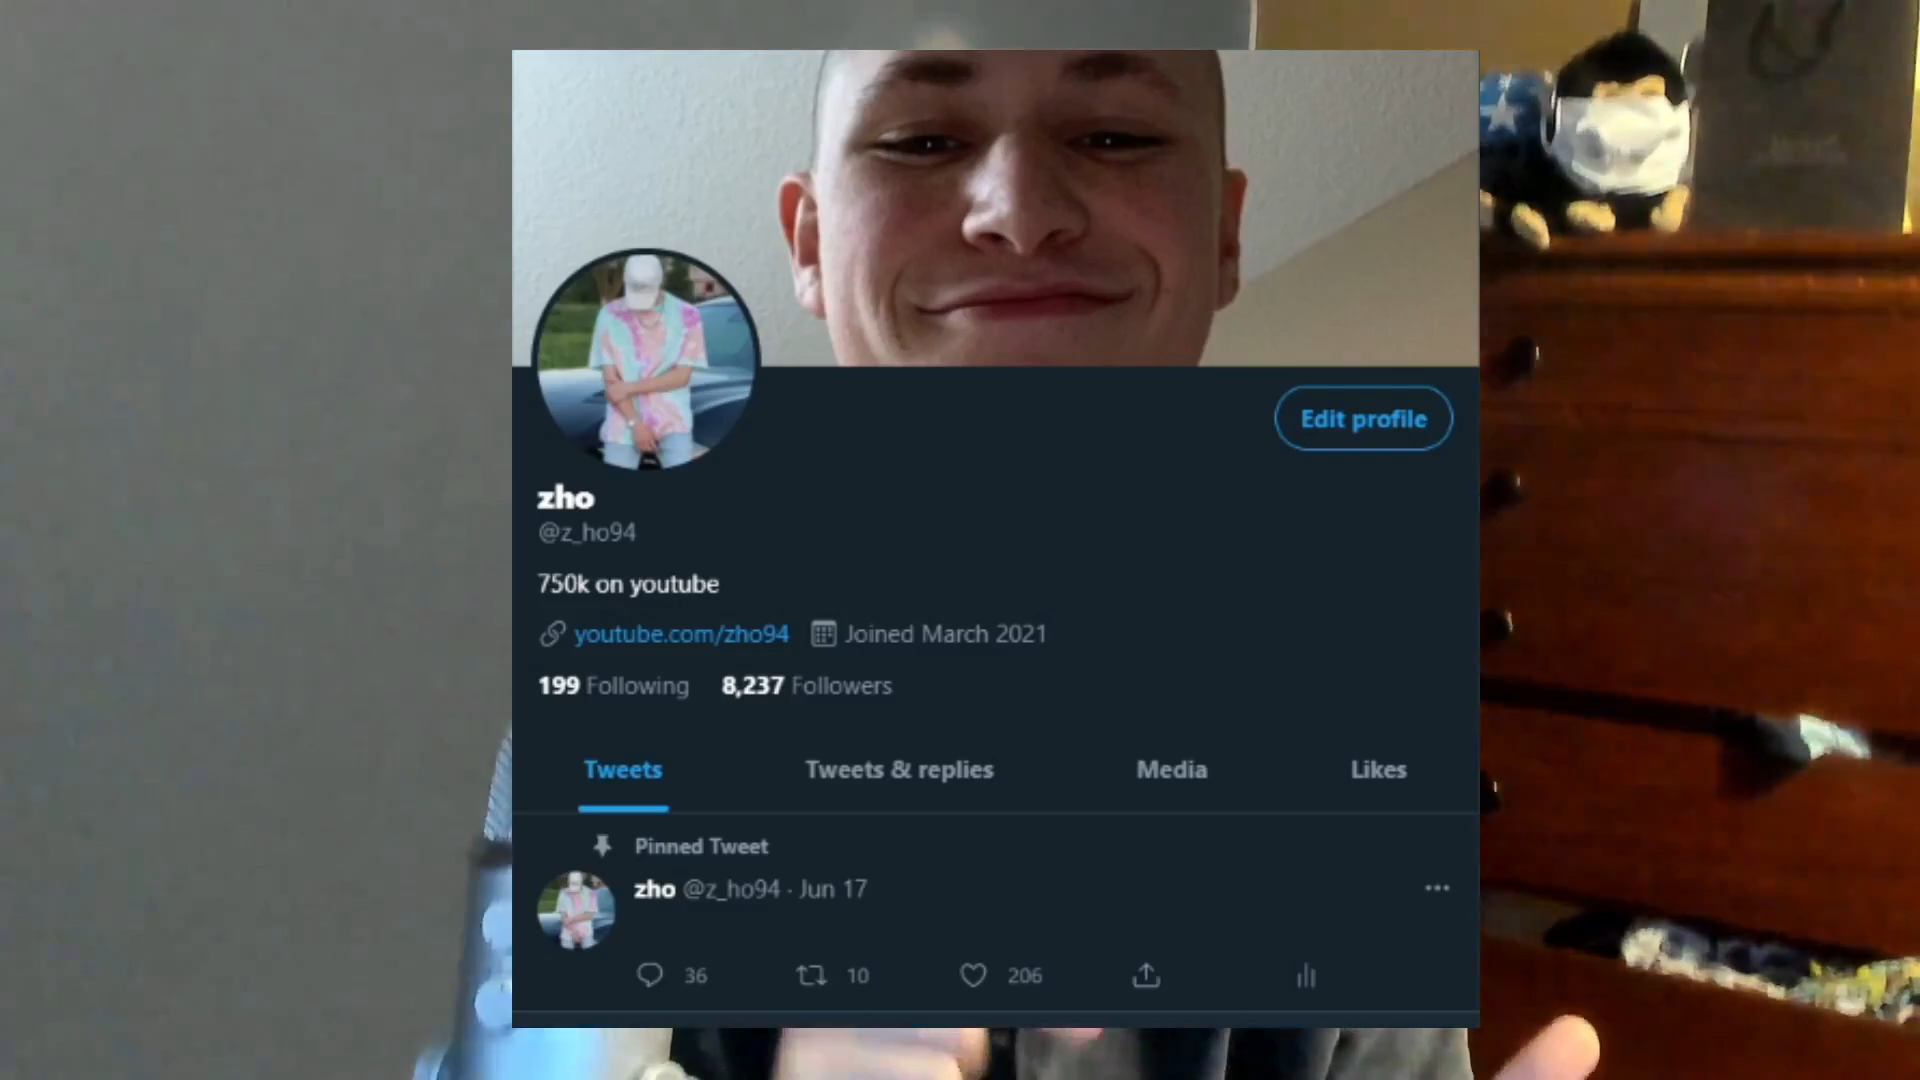 Edit profile
zho
@z_ho94
750k on youtube
youtube.com/zho94 Joined March 2021
199 Following 8,237 Followers
Tweets Tweets & replies Media Likes
Pinned Tweet
zho @z_ho94 · Jun 17
36 10 206